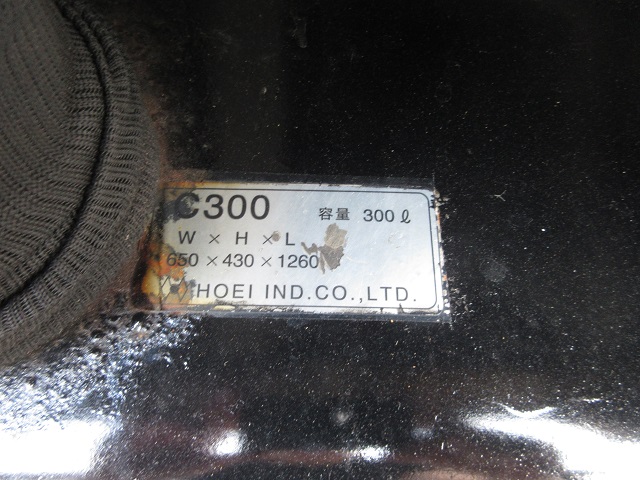 C300 容量 300ℓ
W × H × L
650 × 430 × 1260
HOEI IND.CO.,LTD.